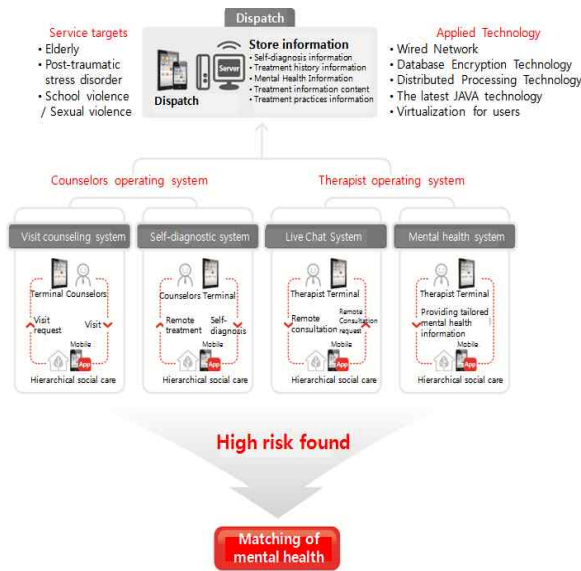 Dispatch
Service targets
• Elderly
• Post-traumatic
stress disorder
• School violence
/ Sexual violence
Server
Dispatch
Store information
• Self-diagnosis information
• Treatment history information
• Mental Health Information
• Treatment information content
• Treatment practices information
Applied Technology
• Wired Network
• Database Encryption Technology
• Distributed Processing Technology
• The latest JAVA technology
• Virtualization for users
Counselors operating system
Therapist operating system
Visit counseling system
Terminal Counselors
Visit
request
Visit
Mobile
App
Hierarchical social care
Self-diagnostic system
Counselors Terminal
Remote
treatment
Self-
diagnosis
Mobile
App
Hierarchical social care
Live Chat System
Therapist Terminal
Remote
consultation
Remote
Consultation
request
Mobile
App
Hierarchical social care
Mental health system
Therapist Terminal
Providing tailored
mental health
information
Mobile
App
Hierarchical social care
High risk found
Matching of
mental health